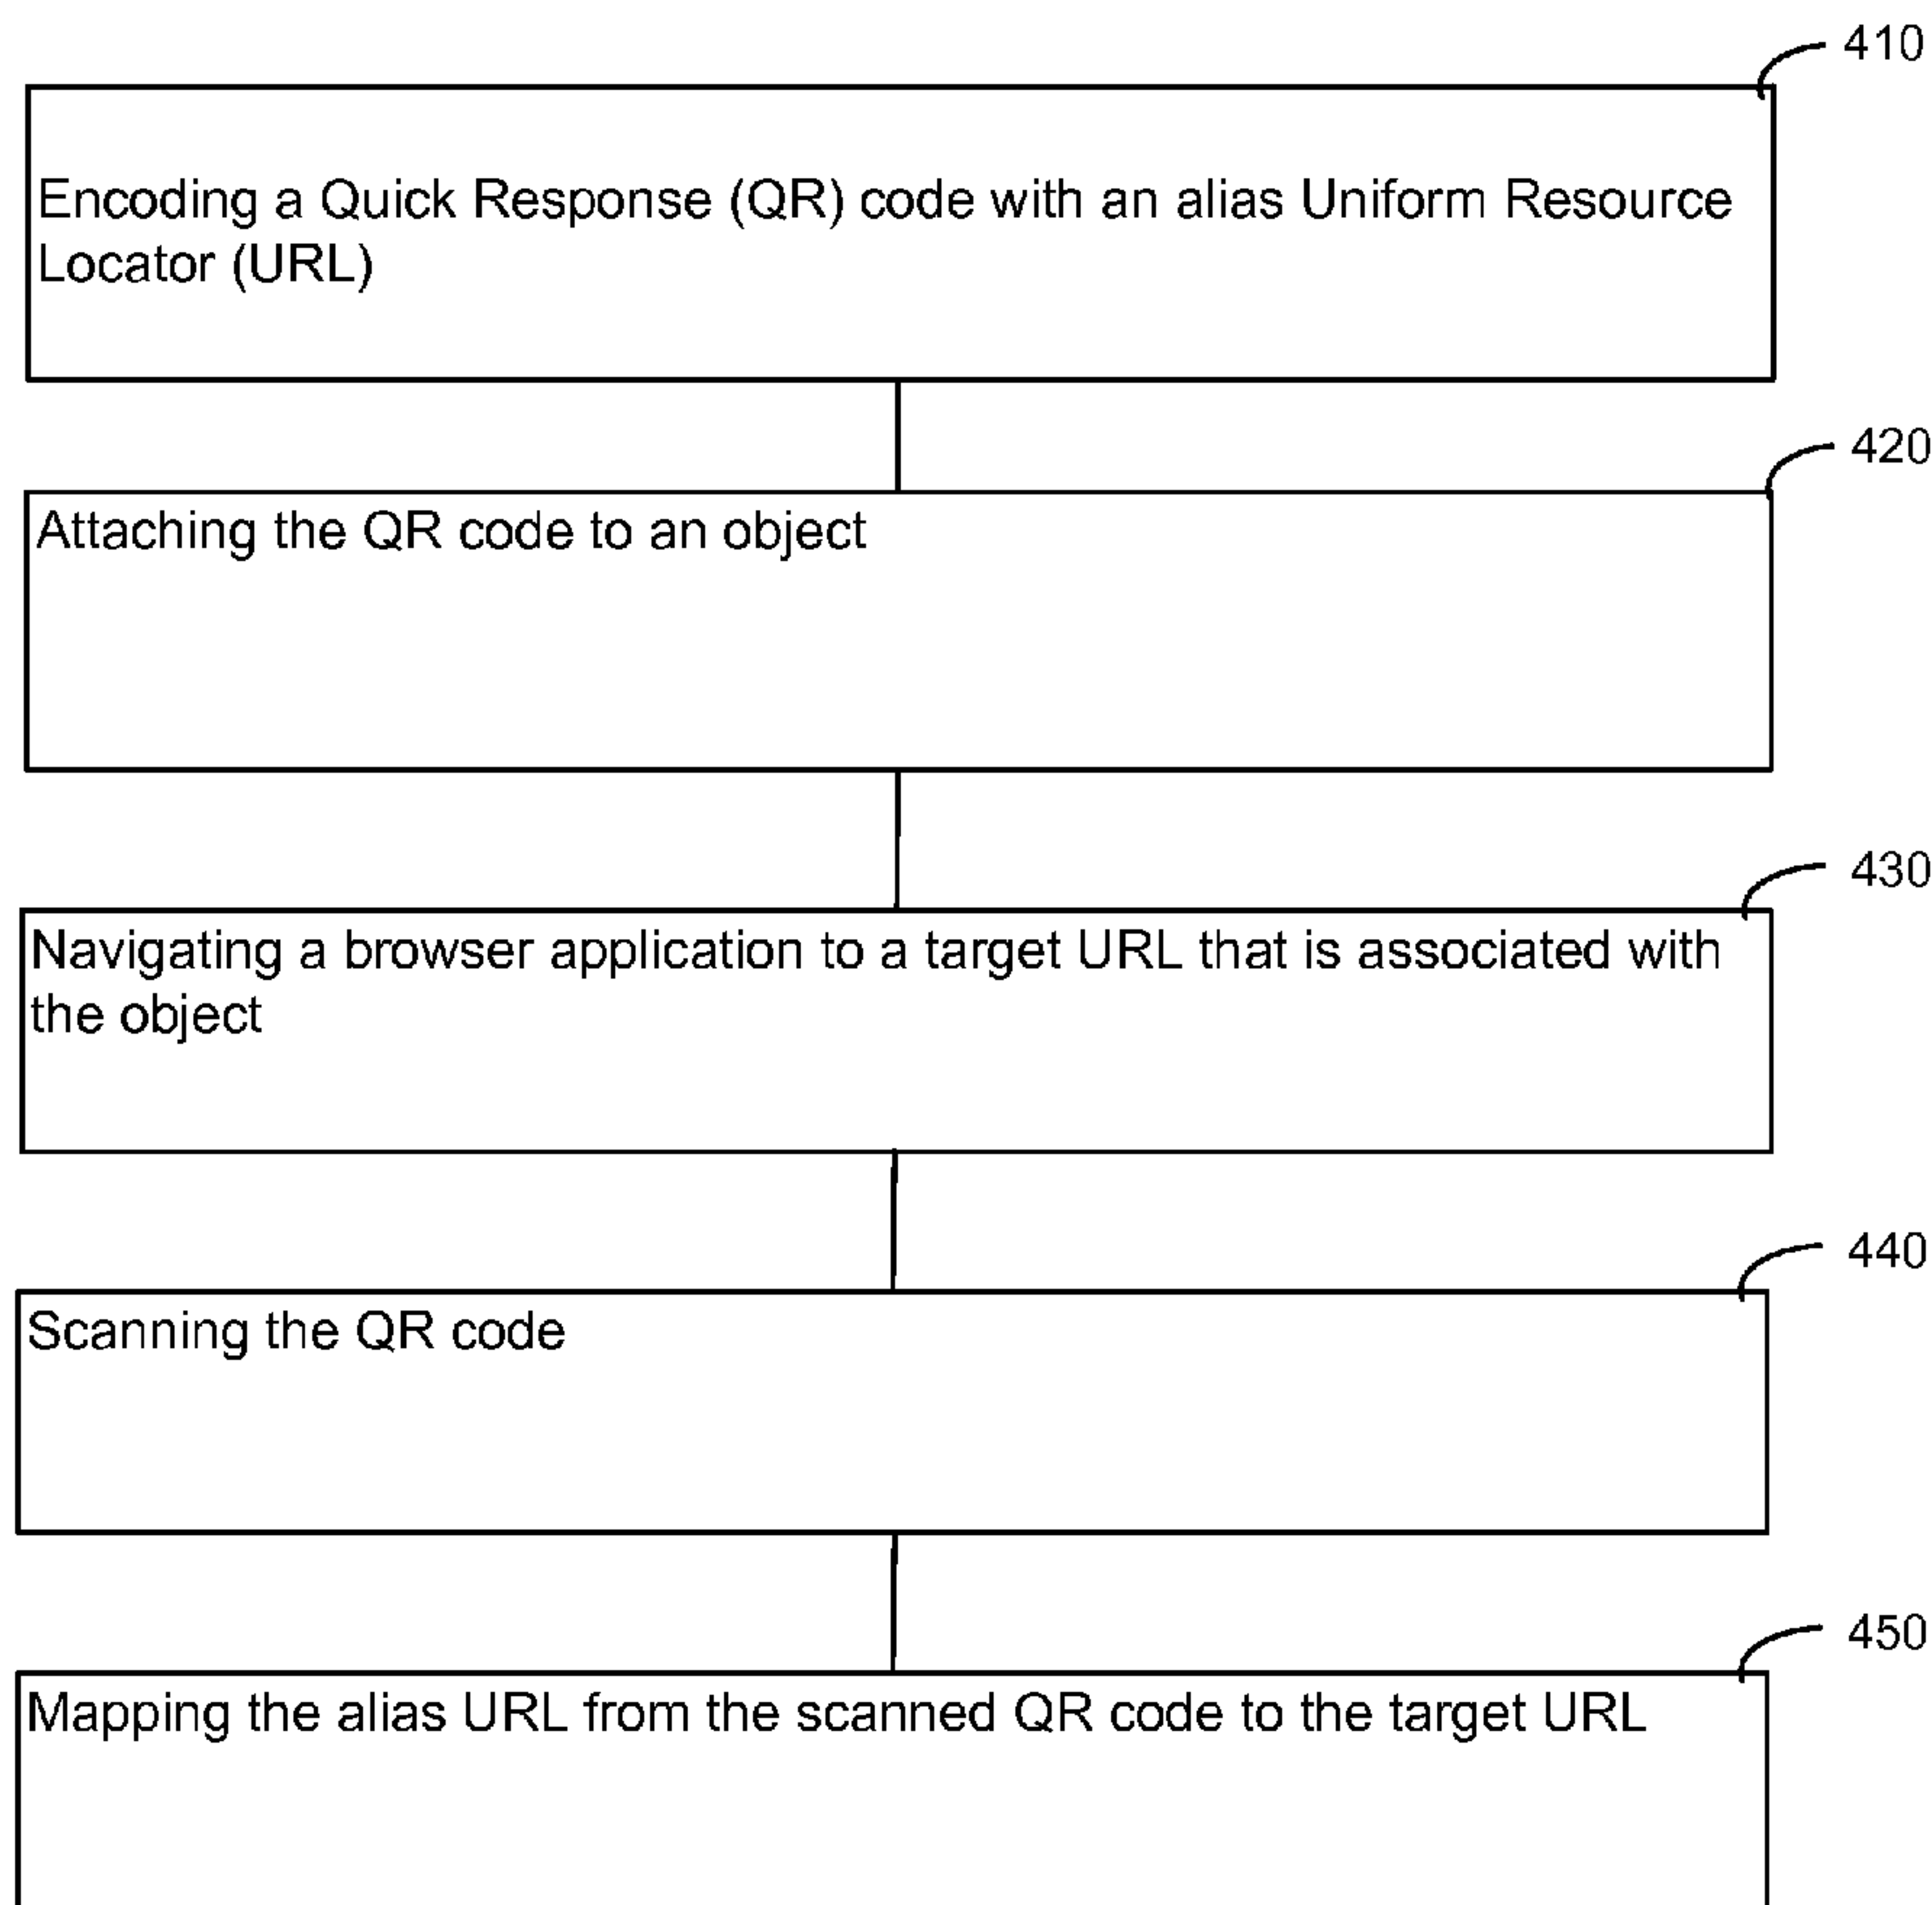 410
Encoding a Quick Response (QR) code with an alias Uniform Resource
Locator (URL)
420
Attaching the QR code to an object
430
Navigating a browser application to a target URL that is associated with
the object
440
Scanning the QR code
450
Mapping the alias URL from the scanned QR code to the target URL